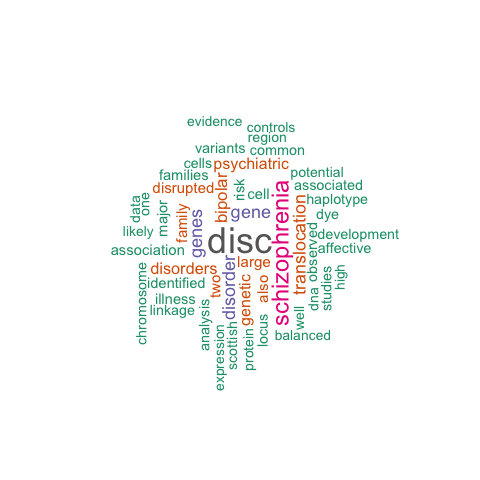 evidence
controls
region
variants
common
cells
psychiatric
families
potential
disrupted
bipolar
risk
cell
schizophrenia
associated
haplotype
data
one
major
family
genes
gene
translocation
dye
likely
disc
development
association
affective
observed
disorders
large
chromosome
identified
two
disorder
genetic
also
studies
high
illness
linkage
dna
well
analysis
scottish
locus
balanced
expression
protein